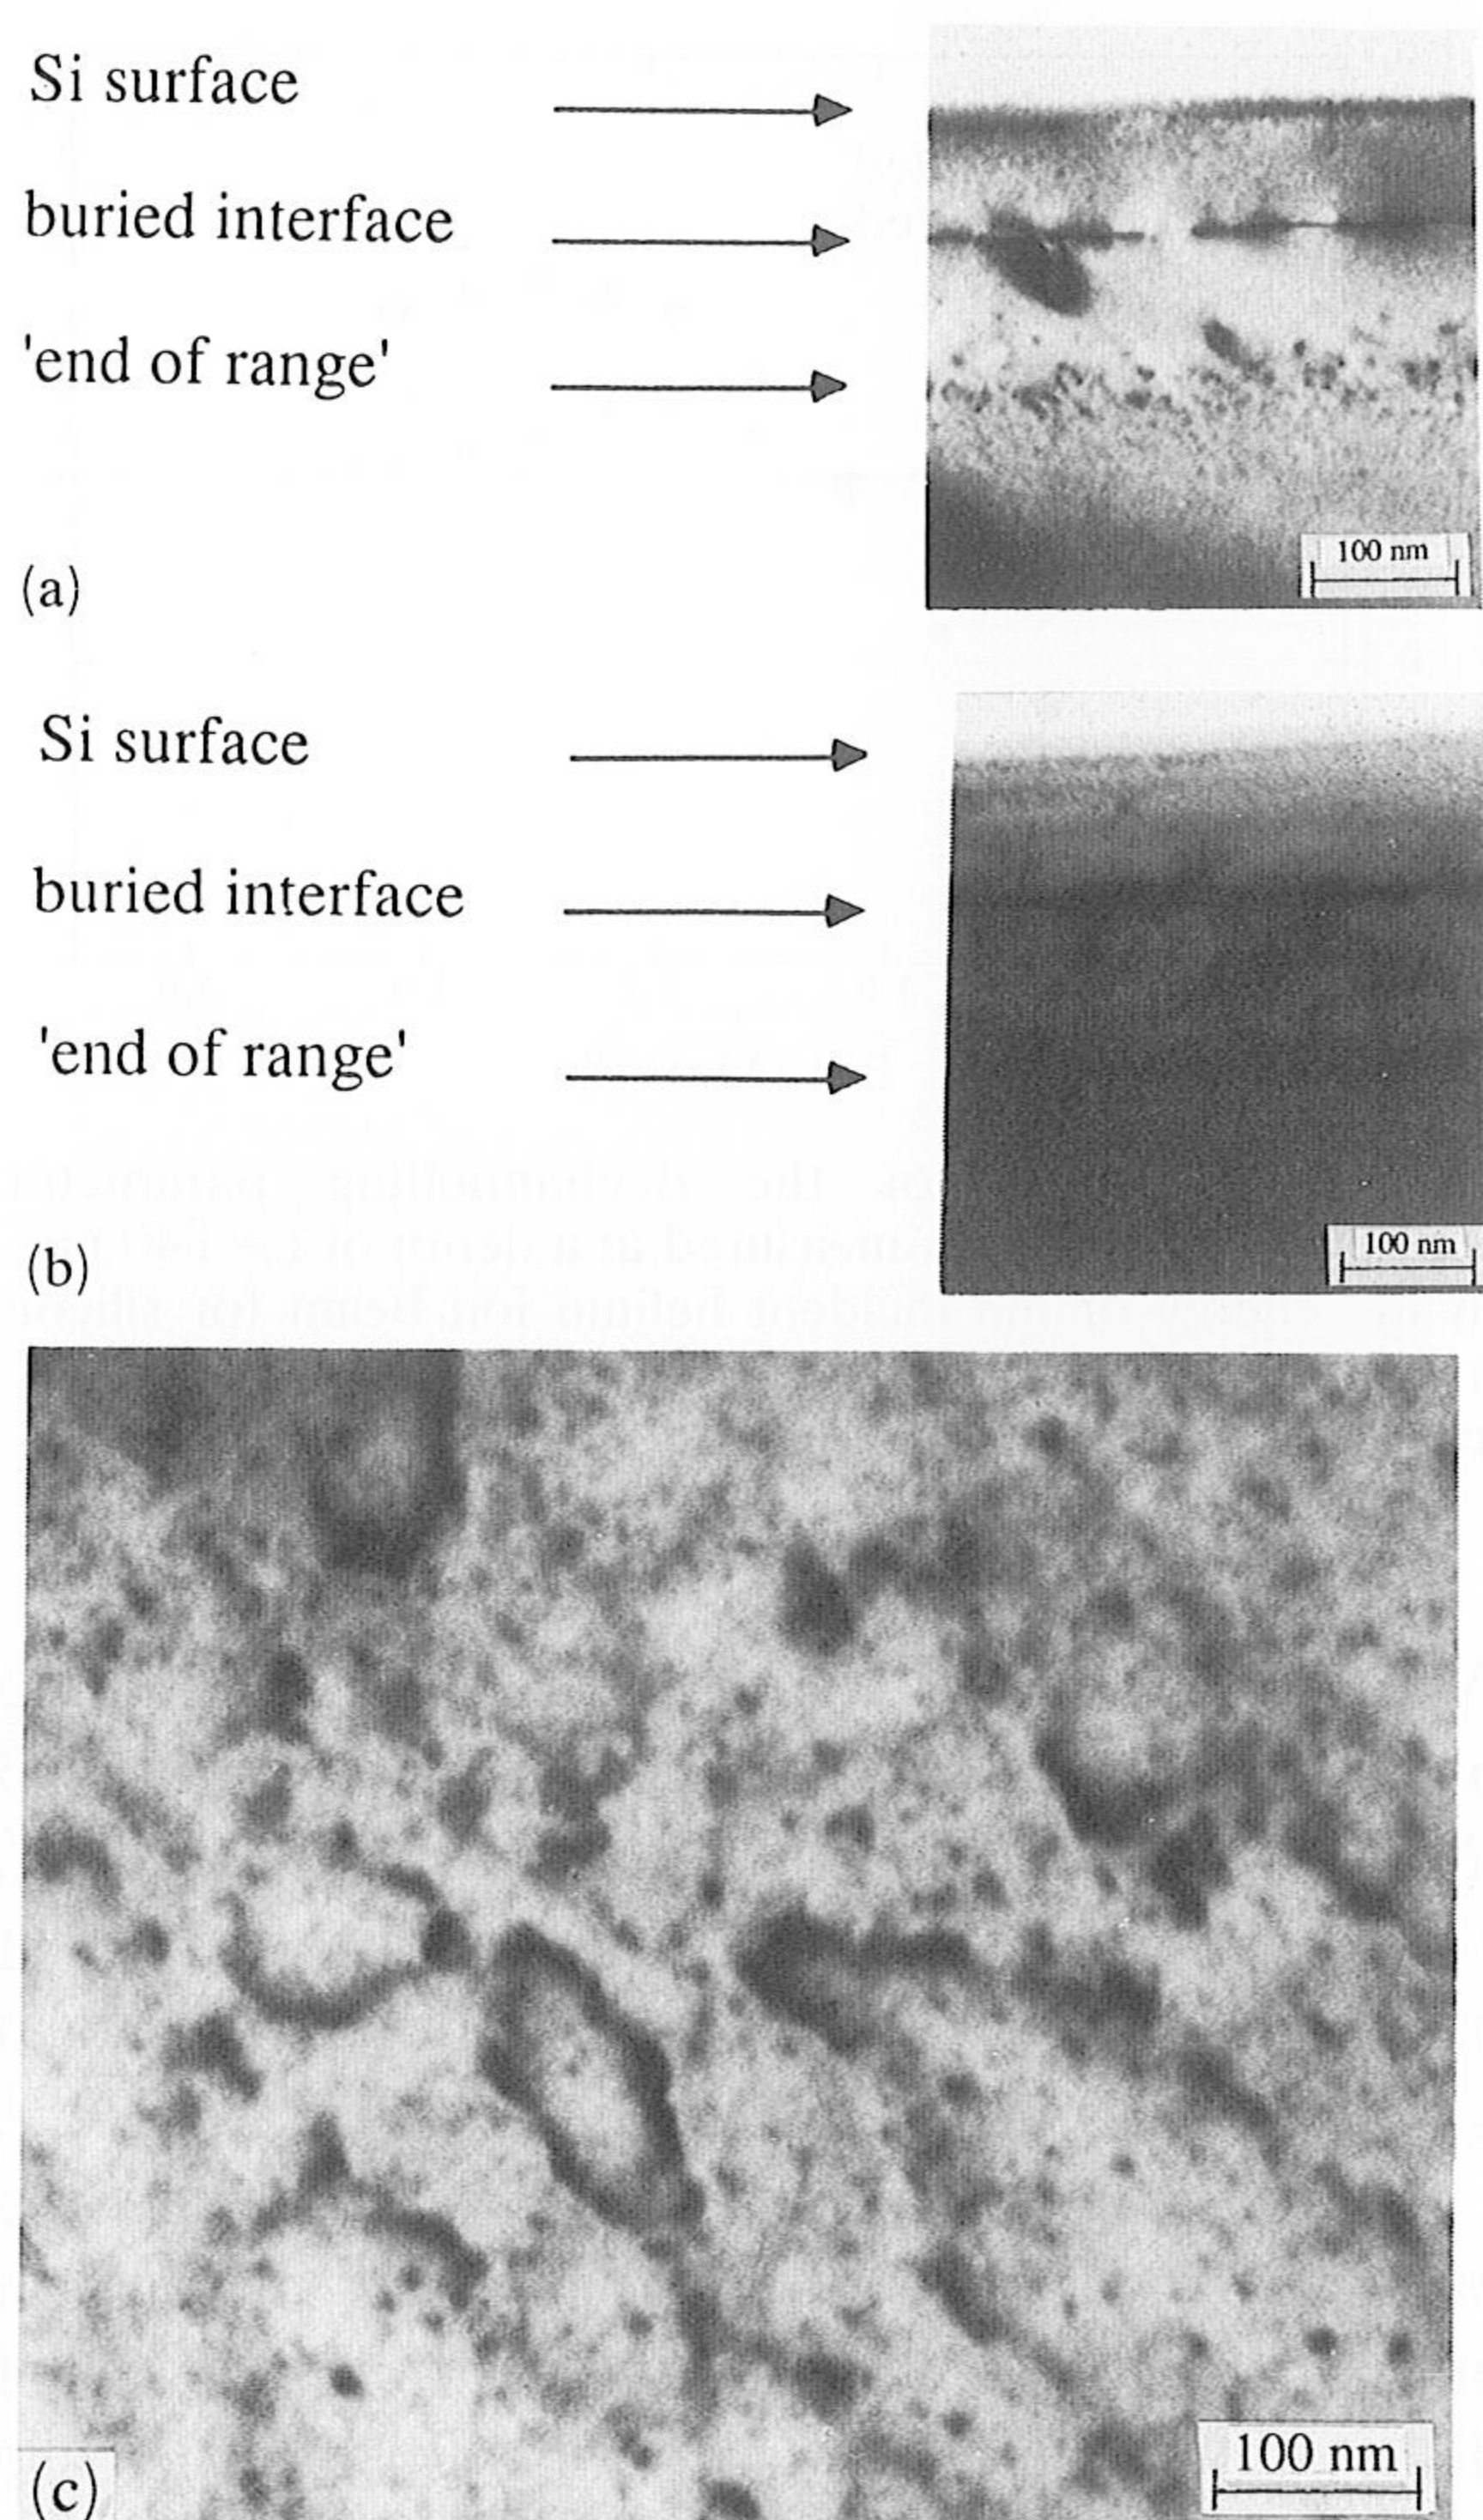 Si surface
buried interface
'end of range'
100 nm
(a)
Si surface
buried interface
'end of range'
100 nm
(b)
100 nm
(c)